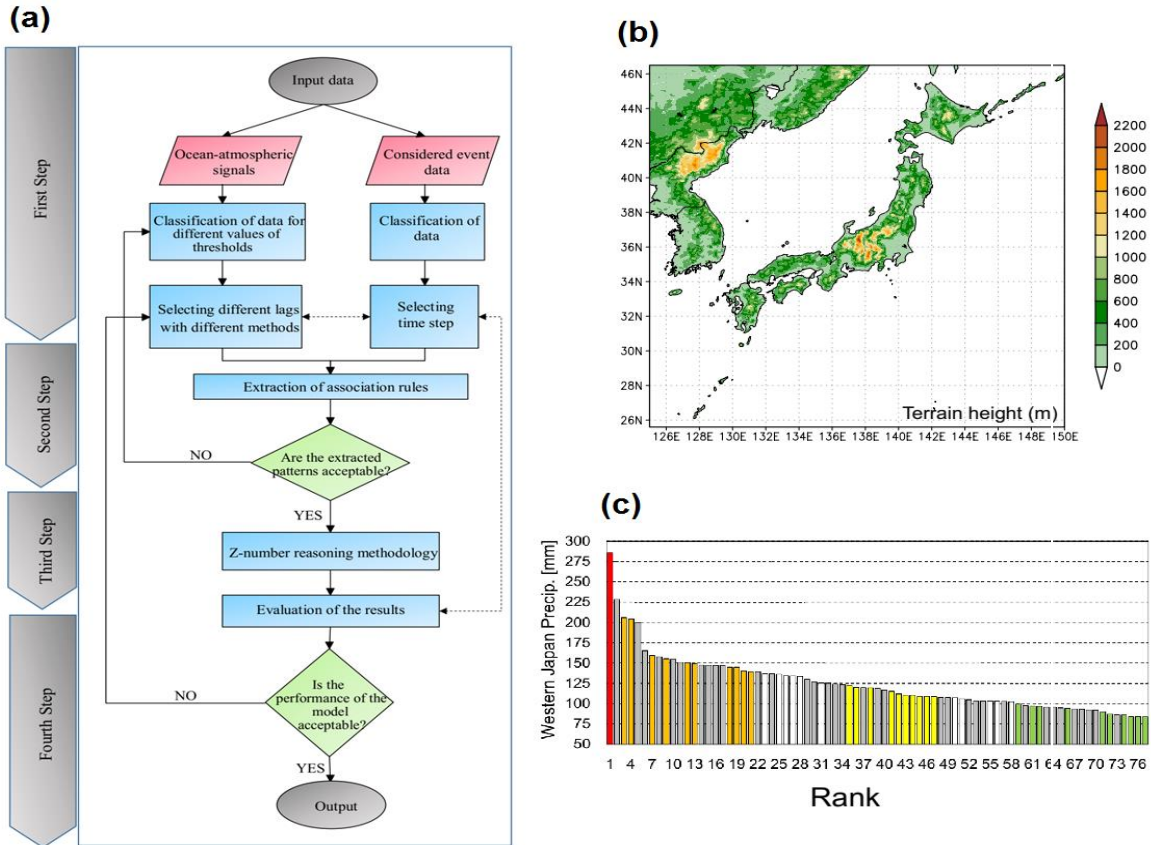 (a)
First Step
Second Step
Third Step
Fourth Step
Input data
Ocean-atmospheric
signals
Considered event
data
Classification of data for
different values of
thresholds
Classification of
data
Selecting different lags
with different methods
Selecting
time step
Extraction of association rules
NO
Are the extracted
patterns acceptable?
YES
Z-number reasoning methodology
Evaluation of the results
NO
Is the
performance of the
model
acceptable?
YES
Output
(b)
46N
44N
42N
40N
38N
36N
34N
32N
30N
28N
26N
Terrain height (m)
126E 128E 130E 132E 134E 136E 138E 140E 142E 144E 146E 148E 150E
2200
2000
1800
1600
1400
1200
1000
800
600
400
200
0
(c)
Western Japan Precip. [mm]
300
275
250
225
200
175
150
125
100
75
50
1 4 7 10 13 16 19 22 25 28 31 34 37 40 43 46 49 52 55 58 61 64 67 70 73 76
Rank